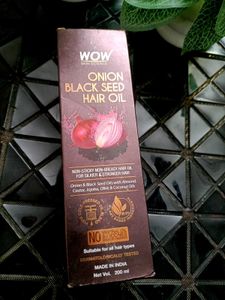 WOW
SKIN SCIENCE
ONION
BLACK SEED
HAIR OIL
NON-STICKY NON-GREASY HAIR OIL
FOR SILKIER & STRONGER HAIR
Onion & Black Seed Oils with Almond,
Castor, Jojoba, Olive & Coconut Oils
NO
Suitable for all hair types
DERMATOLOGICALLY TESTED
MADE IN INDIA
Net Vol. 200 ml